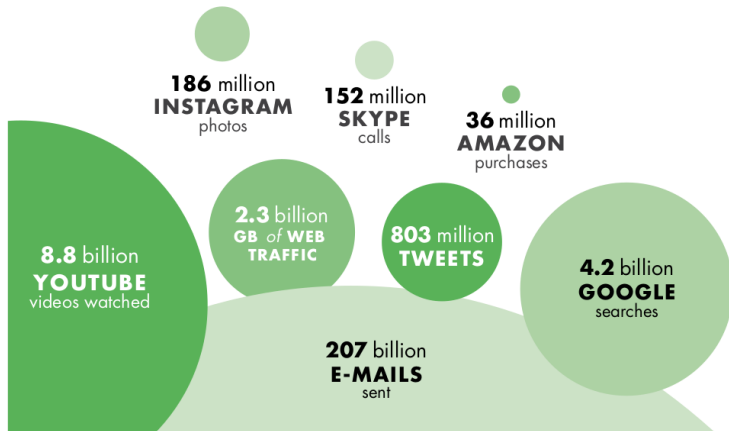 186 million
INSTAGRAM
photos
152 million
SKYPE
calls
36 million
AMAZON
purchases
8.8 billion
YOUTUBE
videos watched
2.3 billion
GB of WEB
TRAFFIC
803 million
TWEETS
4.2 billion
GOOGLE
searches
207 billion
E-MAILS
sent